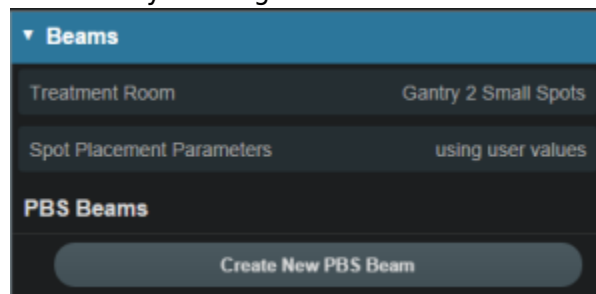 Beams
Treatment Room Gantry 2 Small Spots
Spot Placement Parameters using user values
PBS Beams
Create New PBS Beam